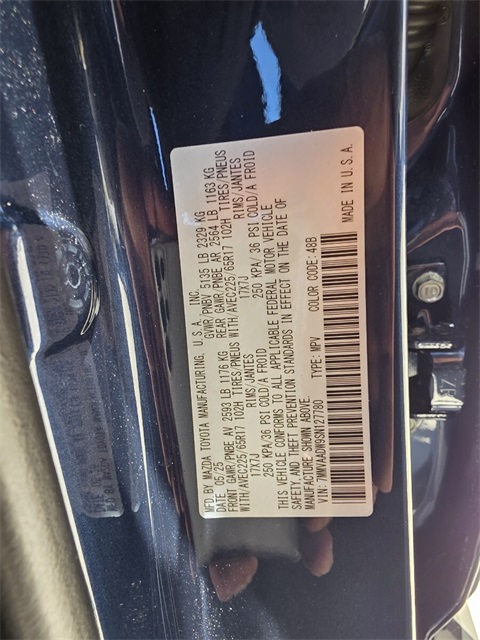 MFD.BY MAZDA TOYOTA MANUFACTURING, U.S.A., INC.
DATE 05/25 GVWR/PNBV 5135 LB 2329 KG
FRONT GAWR/PNBE AV 2593 LB 1176 KG REAR GAWR/PNBE AR 2564 LB 1163 KG
WITH/AVEC225/65R17 102H TIRES/PNEUS WITH/AVEC225/65R17 102H TIRES/PNEUS
17X7J RIMS/JANTES 17X7J RIMS/JANTES
250 KPA/36 PSI COLD/A FROID 250 KPA/ 36 PSI COLD/A FROID
THIS VEHICLE CONFORMS TO ALL APPLICABLE FEDERAL MOTOR VEHICLE
SAFETY, AND THEFT PREVENTION STANDARDS IN EFFECT ON THE DATE OF
MANUFACTURE SHOWN ABOVE.
VIN: 7MMVAADW9SN127780 TYPE: MPV COLOR CODE: 4BB
MADE IN U.S.A.